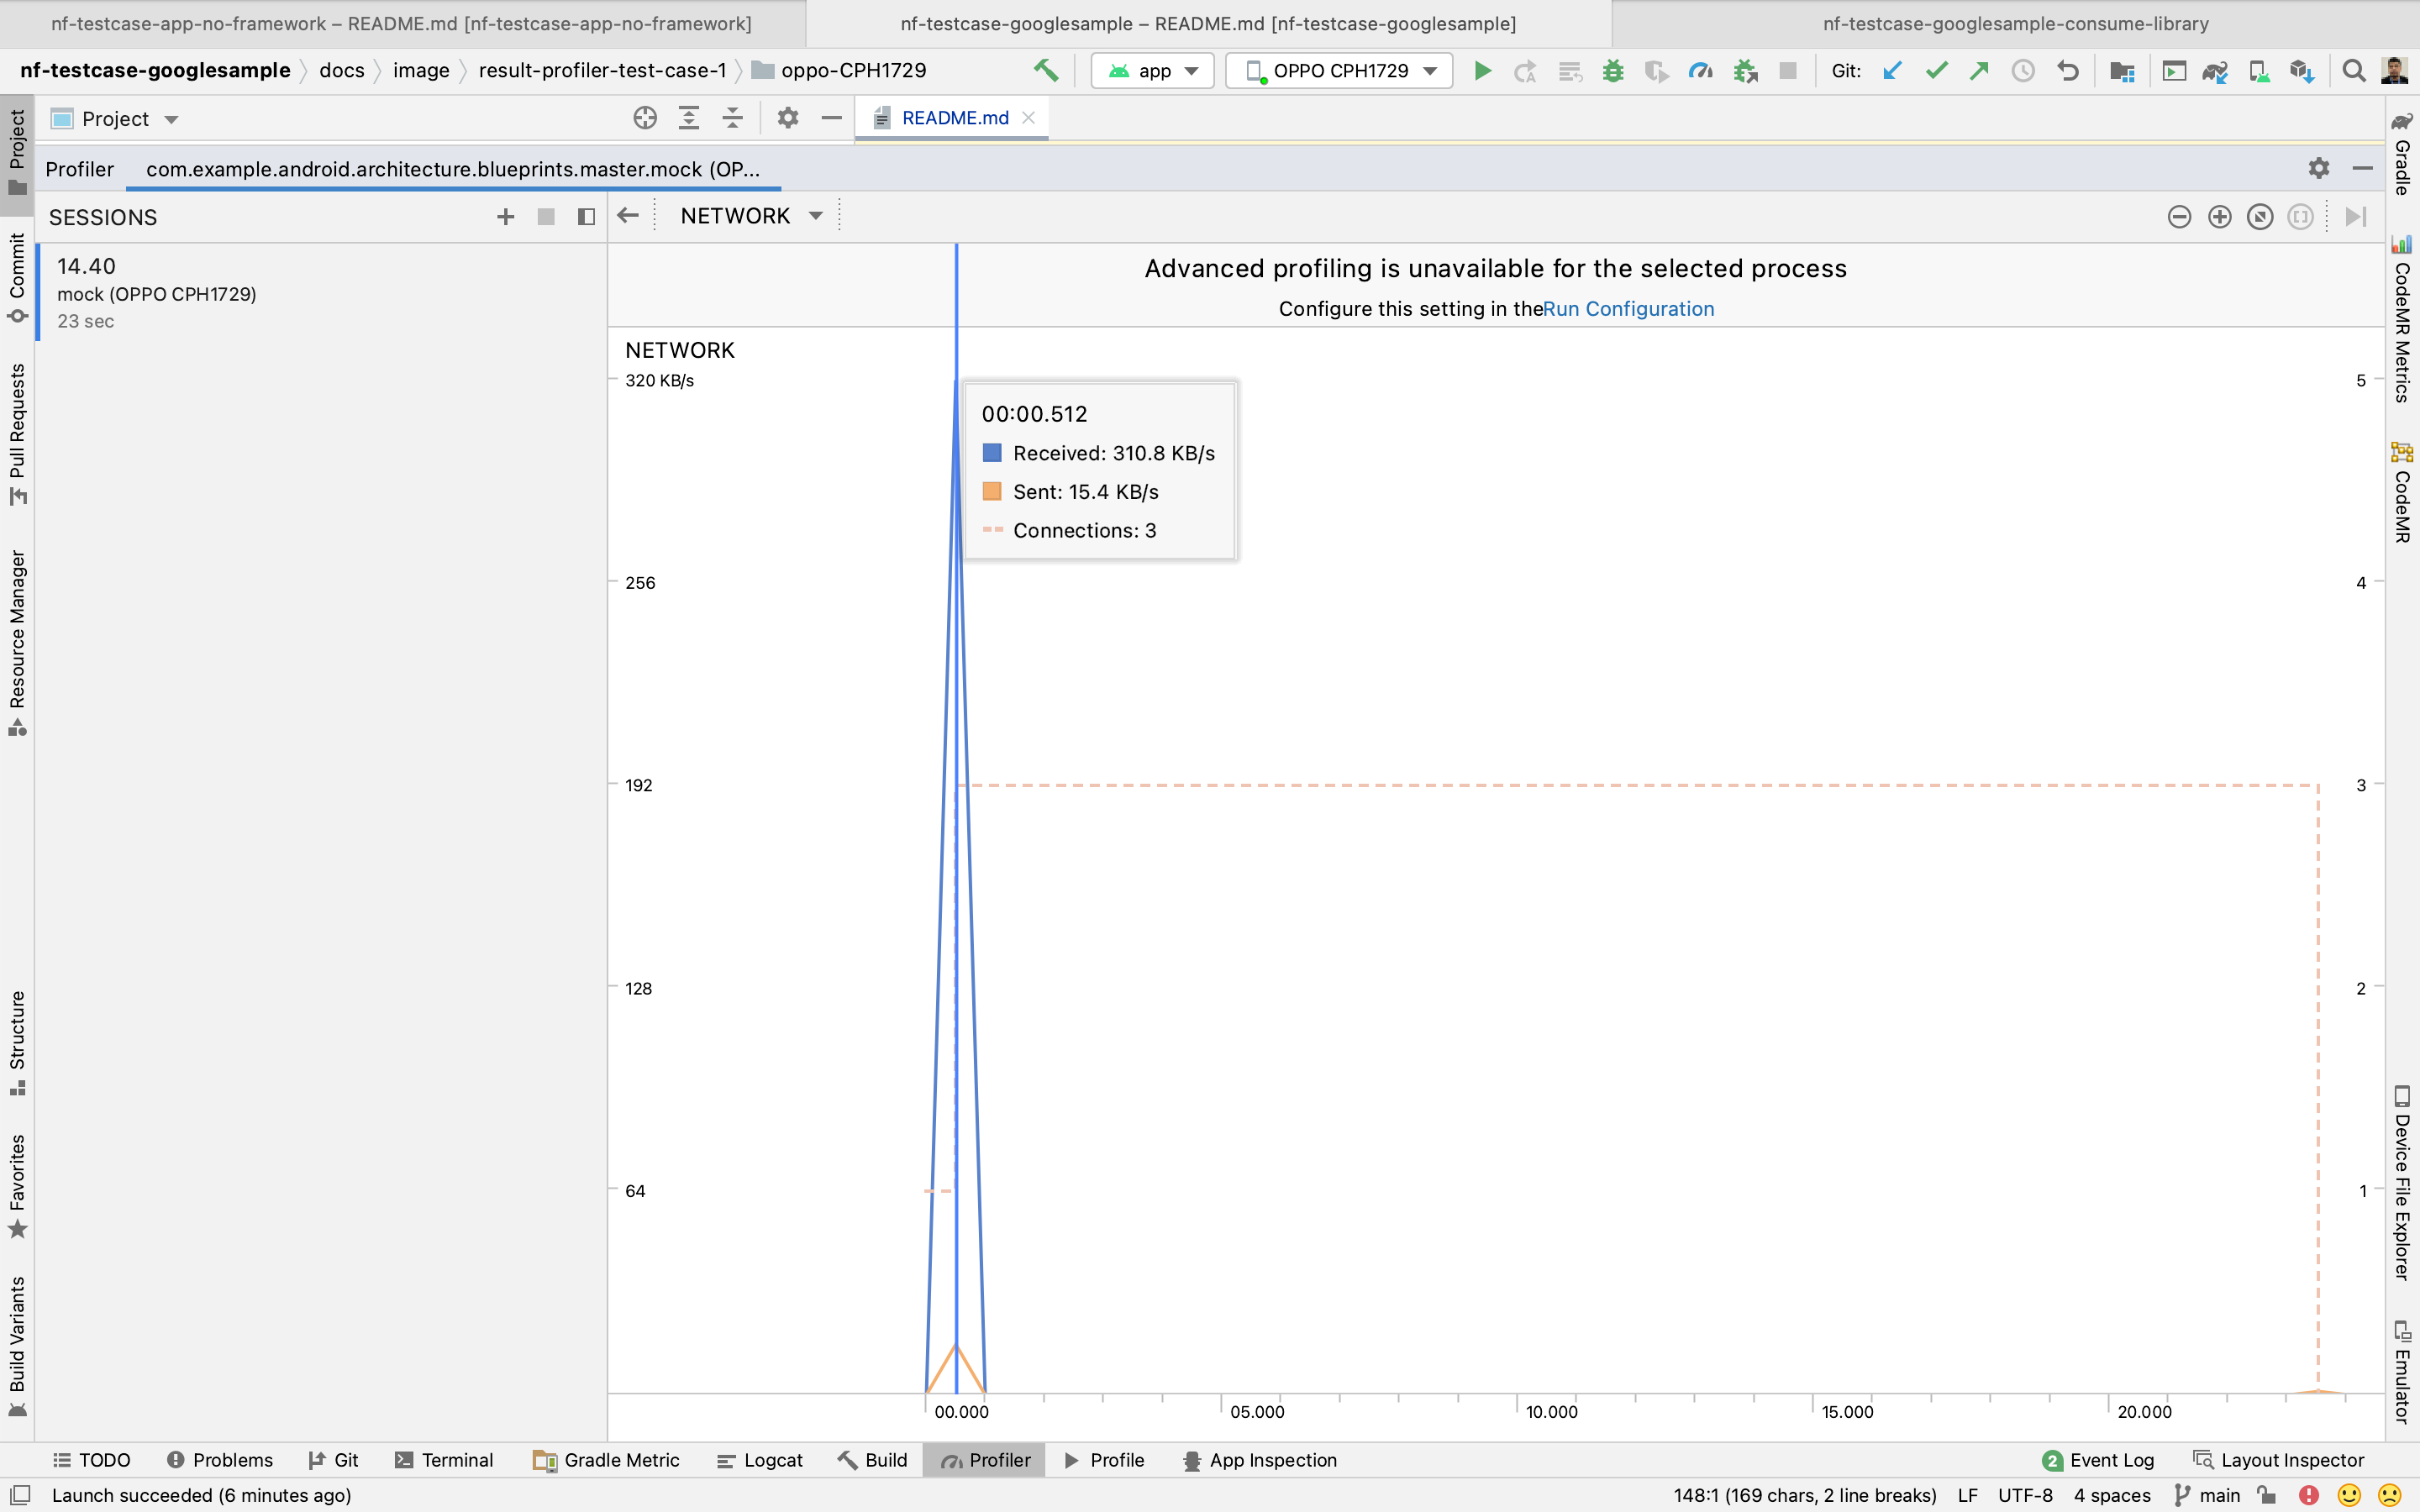 nf-testcase-app-no-framework – README.md [nf-testcase-app-no-framework]
nf-testcase-googlesample – README.md [nf-testcase-googlesample]
nf-testcase-googlesample-consume-library
nf-testcase-googlesample
docs
image
result-profiler-test-case-1
oppo-CPH1729
app
OPPO CPH1729
Git:
Project
README.md
Profiler
com.example.android.architecture.blueprints.master.mock (OP...
SESSIONS
NETWORK
14.40
mock (OPPO CPH1729)
23 sec
Advanced profiling is unavailable for the selected process
Configure this setting in theRun Configuration
NETWORK
320 KB/s
256
192
128
64
00:00.512
Received: 310.8 KB/s
Sent: 15.4 KB/s
Connections: 3
5
4
3
2
1
00.000
05.000
10.000
15.000
20.000
Project
Commit
Pull Requests
Resource Manager
Structure
Favorites
Build Variants
Gradle
CodeMR Metrics
CodeMR
Device File Explorer
Emulator
TODO
Problems
Git
Terminal
Gradle Metric
Logcat
Build
Profiler
Profile
App Inspection
2 Event Log
Layout Inspector
Launch succeeded (6 minutes ago)
148:1 (169 chars, 2 line breaks)
LF
UTF-8
4 spaces
main